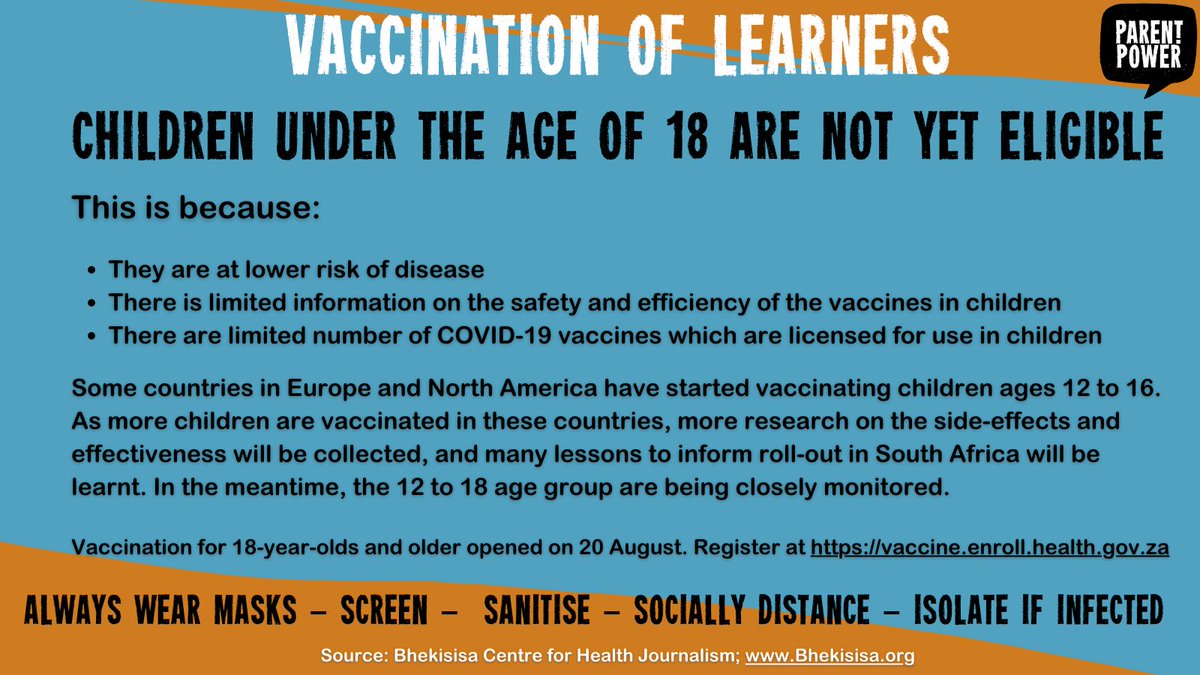 VACCINATION OF LEARNERS
PARENT
POWER
CHILDREN UNDER THE AGE OF 18 ARE NOT YET ELIGIBLE
This is because:
• They are at lower risk of disease
• There is limited information on the safety and efficiency of the vaccines in children
• There are limited number of COVID-19 vaccines which are licensed for use in children
Some countries in Europe and North America have started vaccinating children ages 12 to 16.
As more children are vaccinated in these countries, more research on the side-effects and
effectiveness will be collected, and many lessons to inform roll-out in South Africa will be
learnt. In the meantime, the 12 to 18 age group are being closely monitored.
Vaccination for 18-year-olds and older opened on 20 August. Register at https://vaccine.enroll.health.gov.za
ALWAYS WEAR MASKS – SCREEN – SANITISE – SOCIALLY DISTANCE – ISOLATE IF INFECTED
Source: Bhekisisa Centre for Health Journalism; www.Bhekisisa.org